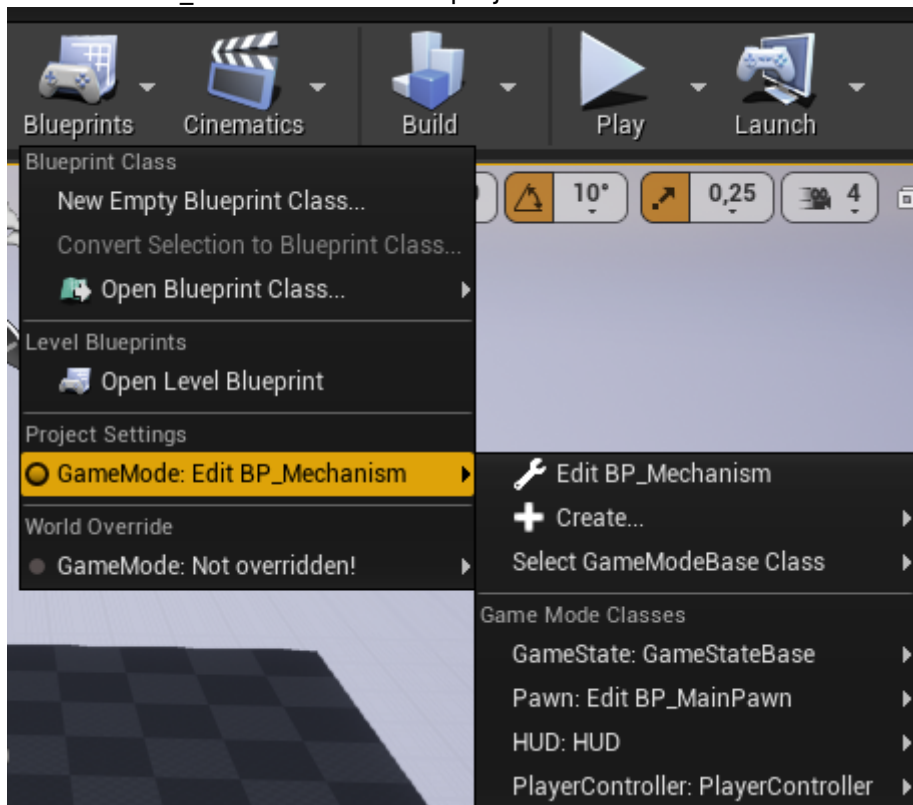 Blueprints Cinematics Build Play Launch
Blueprint Class
New Empty Blueprint Class...
10° 0,25 4
Convert Selection to Blueprint Class...
Open Blueprint Class...
Level Blueprints
Open Level Blueprint
Project Settings
GameMode: Edit BP_Mechanism
World Override
GameMode: Not overridden!
Edit BP_Mechanism
Create...
Select GameModeBase Class
Game Mode Classes
GameState: GameStateBase
Pawn: Edit BP_MainPawn
HUD: HUD
PlayerController: PlayerController